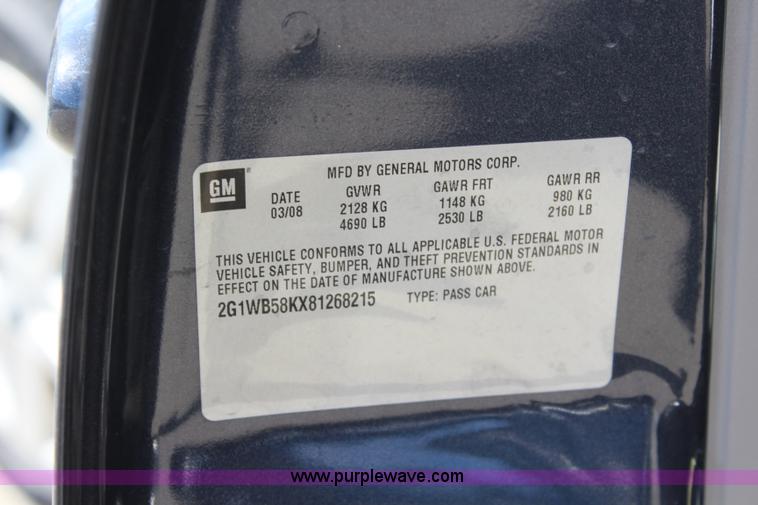 GM
MFD BY GENERAL MOTORS CORP.
DATE GVWR GAWR FRT GAWR RR
03/08 2128 KG 1148 KG 980 KG
4690 LB 2530 LB 2160 LB
THIS VEHICLE CONFORMS TO ALL APPLICABLE U.S. FEDERAL MOTOR
VEHICLE SAFETY, BUMPER, AND THEFT PREVENTION STANDARDS IN
EFFECT ON THE DATE OF MANUFACTURE SHOWN ABOVE.
2G1WB58KX81268215 TYPE: PASS CAR
www.purplewave.com